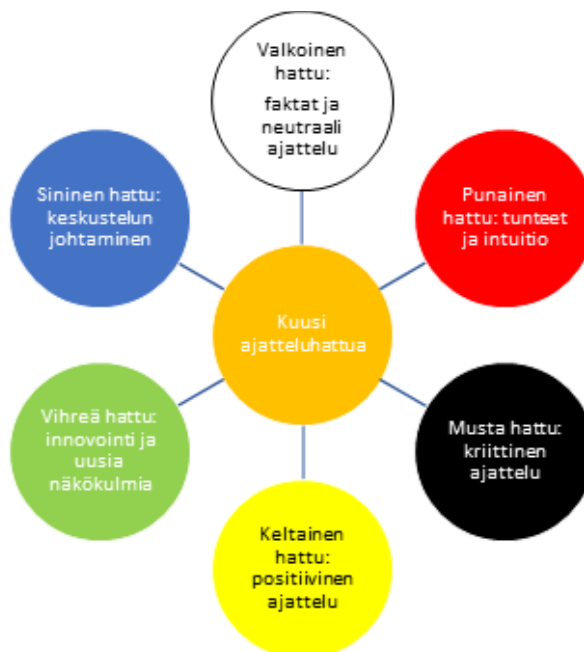 Valkoinen
hattu:
faktat ja
neutraali
ajattelu
Punainen
hattu: tunteet
ja intuitio
Musta hattu:
kriittinen
ajattelu
Keltainen
hattu:
positiivinen
ajattelu
Vihreä hattu:
innovointi ja
uusia
näkökulmia
Sininen hattu:
keskustelun
johtaminen
Kuusi
ajatteluhattua